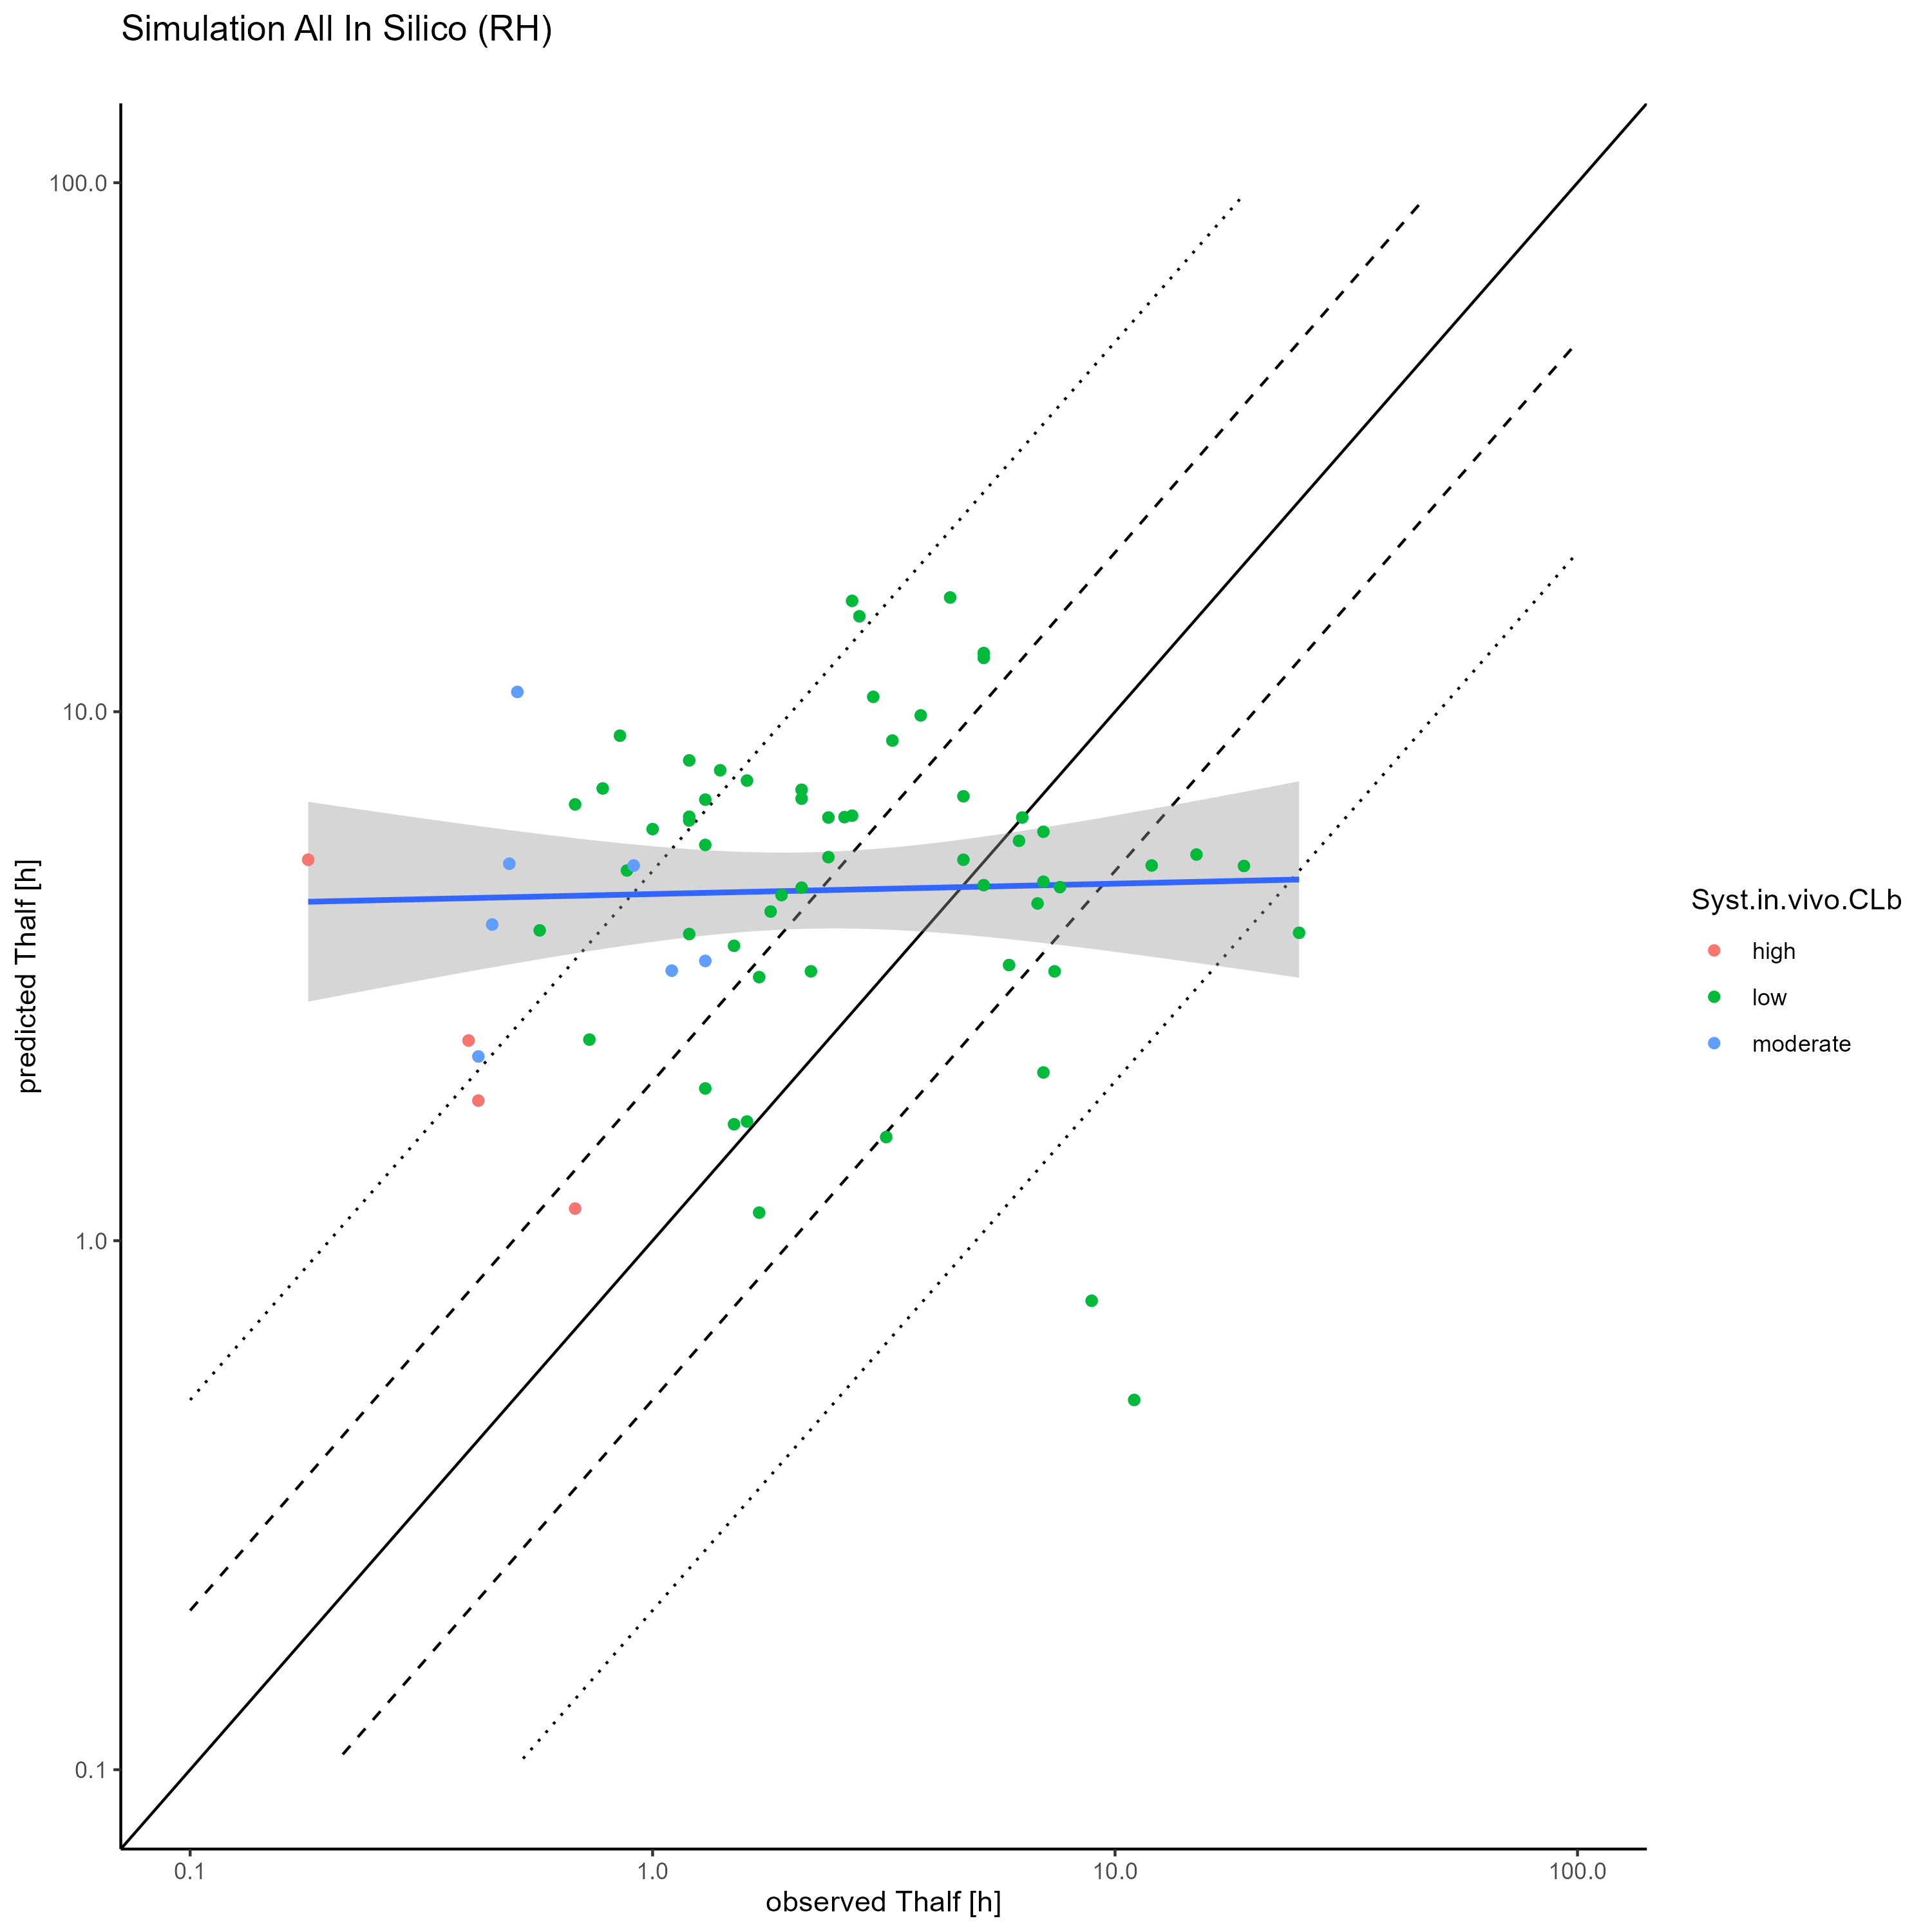 Simulation All In Silico (RH)
100.0
10.0
1.0
0.1
predicted Thalf [h]
0.1
1.0
10.0
100.0
observed Thalf [h]
Syst.in.vivo.CLb
high
low
moderate